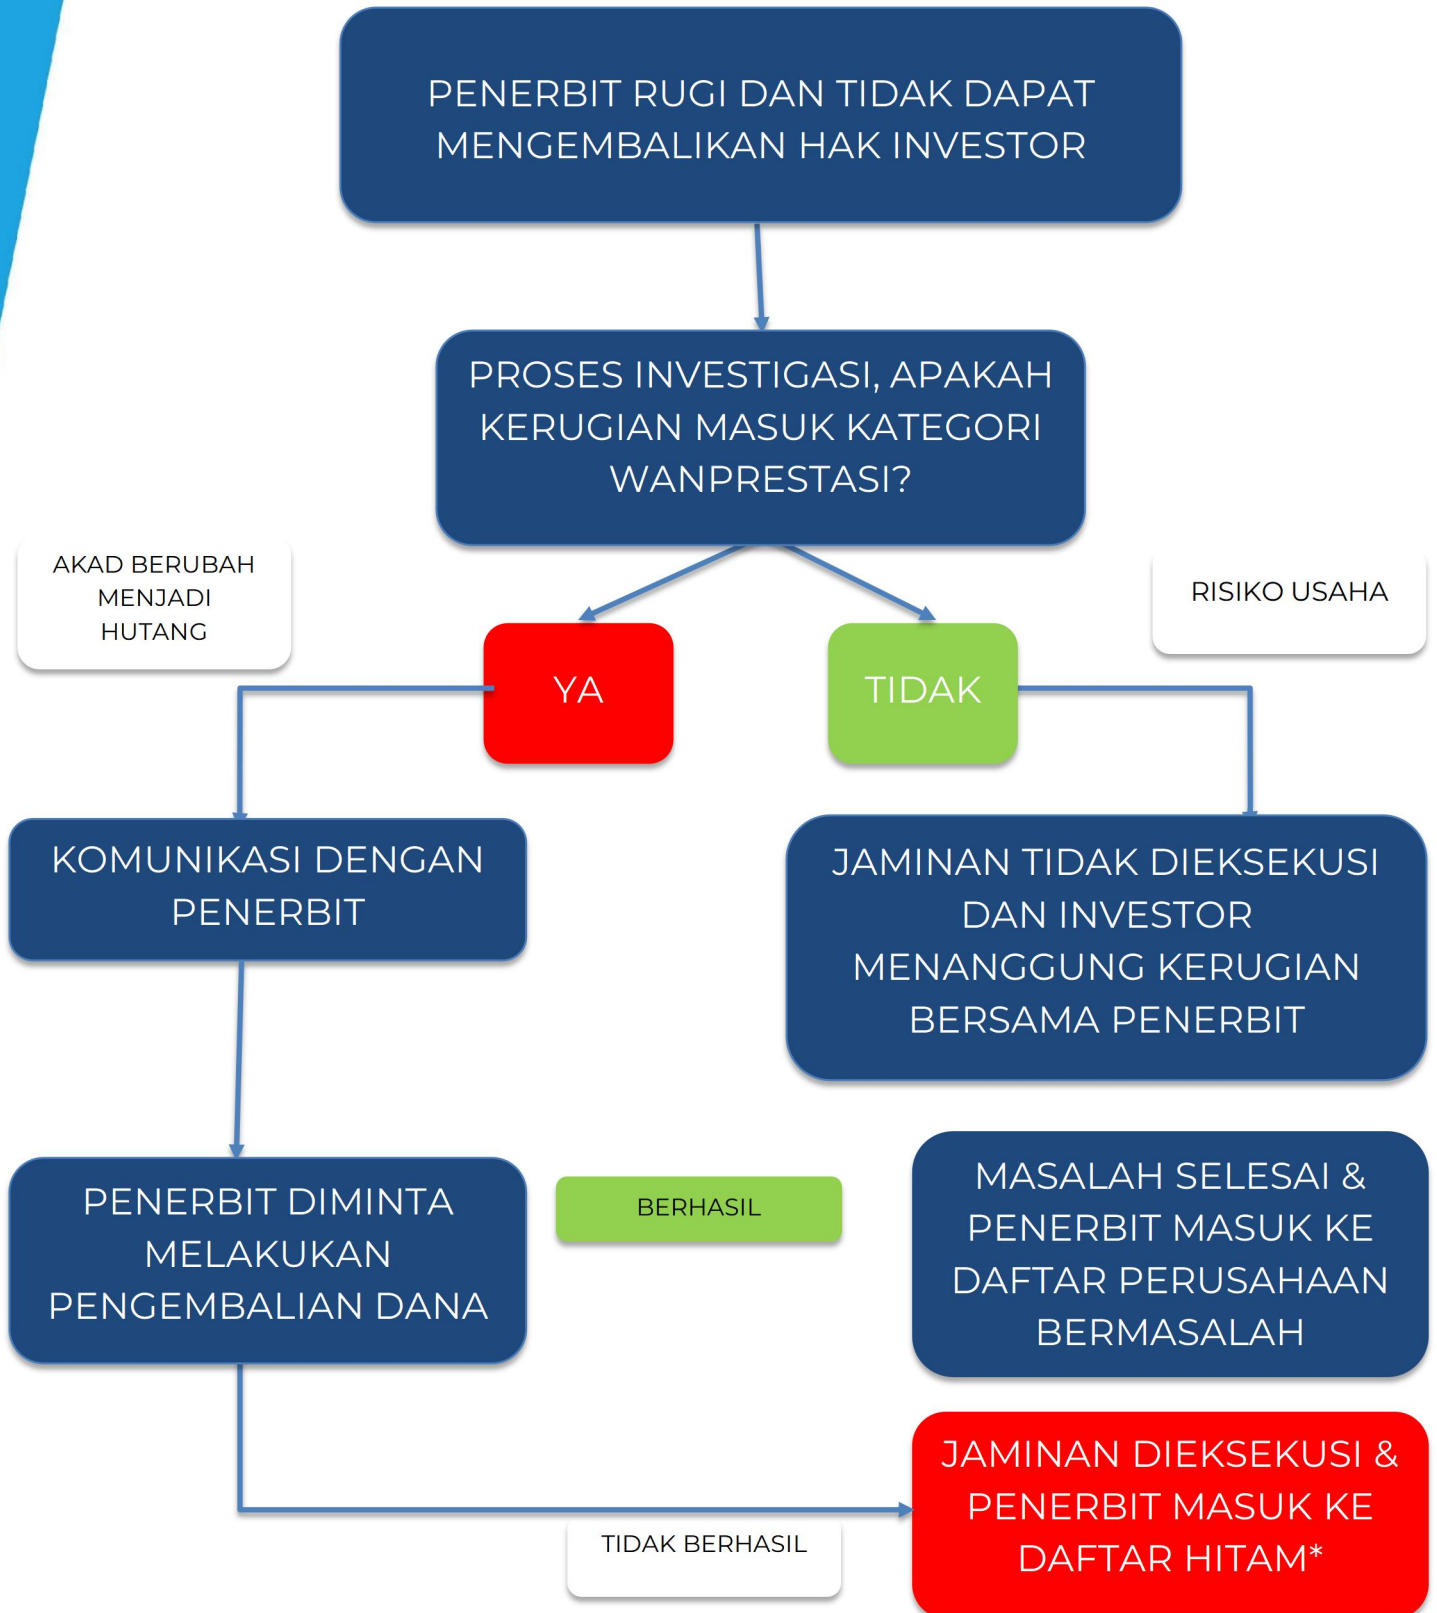 PENERBIT RUGI DAN TIDAK DAPAT
MENGEMBALIKAN HAK INVESTOR
PROSES INVESTIGASI, APAKAH
KERUGIAN MASUK KATEGORI
WANPRESTASI?
AKAD BERUBAH
MENJADI
HUTANG
RISIKO USAHA
YA
TIDAK
KOMUNIKASI DENGAN
PENERBIT
JAMINAN TIDAK DIEKSEKUSI
DAN INVESTOR
MENANGGUNG KERUGIAN
BERSAMA PENERBIT
PENERBIT DIMINTA
MELAKUKAN
PENGEMBALIAN DANA
BERHASIL
MASALAH SELESAI &
PENERBIT MASUK KE
DAFTAR PERUSAHAAN
BERMASALAH
TIDAK BERHASIL
JAMINAN DIEKSEKUSI &
PENERBIT MASUK KE
DAFTAR HITAM*